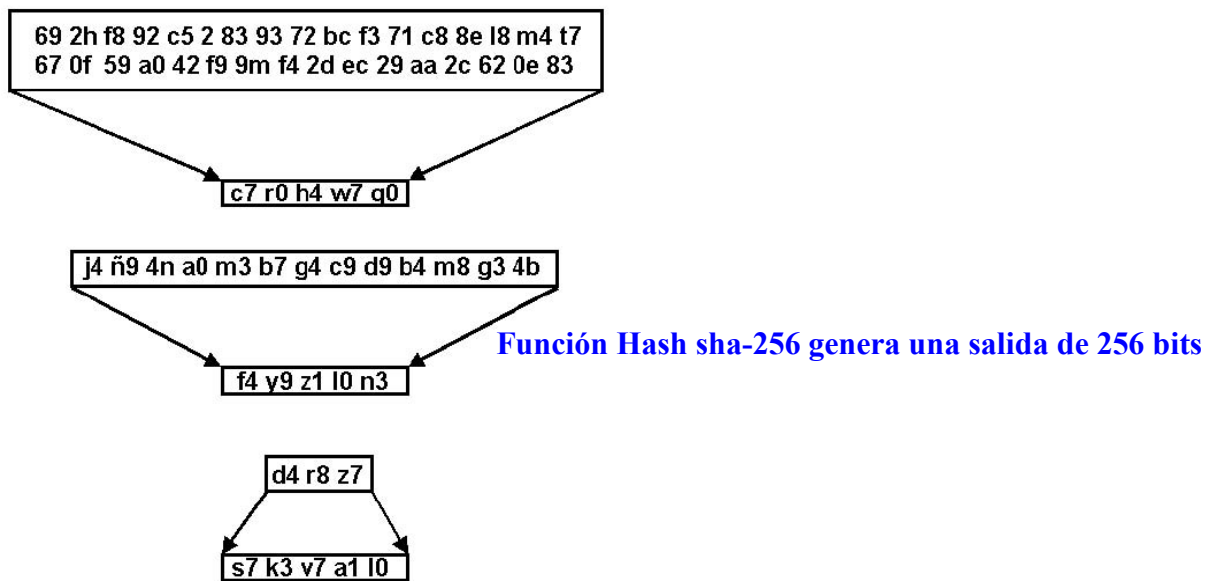 69 2h f8 92 c5 2 83 93 72 bc f3 71 c8 8e l8 m4 t7
67 0f 59 a0 42 f9 9m f4 2d ec 29 aa 2c 62 0e 83
c7 r0 h4 w7 q0
j4 ñ9 4n a0 m3 b7 g4 c9 d9 b4 m8 g3 4b
Función Hash sha-256 genera una salida de 256 bits
f4 y9 z1 l0 n3
d4 r8 z7
s7 k3 v7 a1 l0